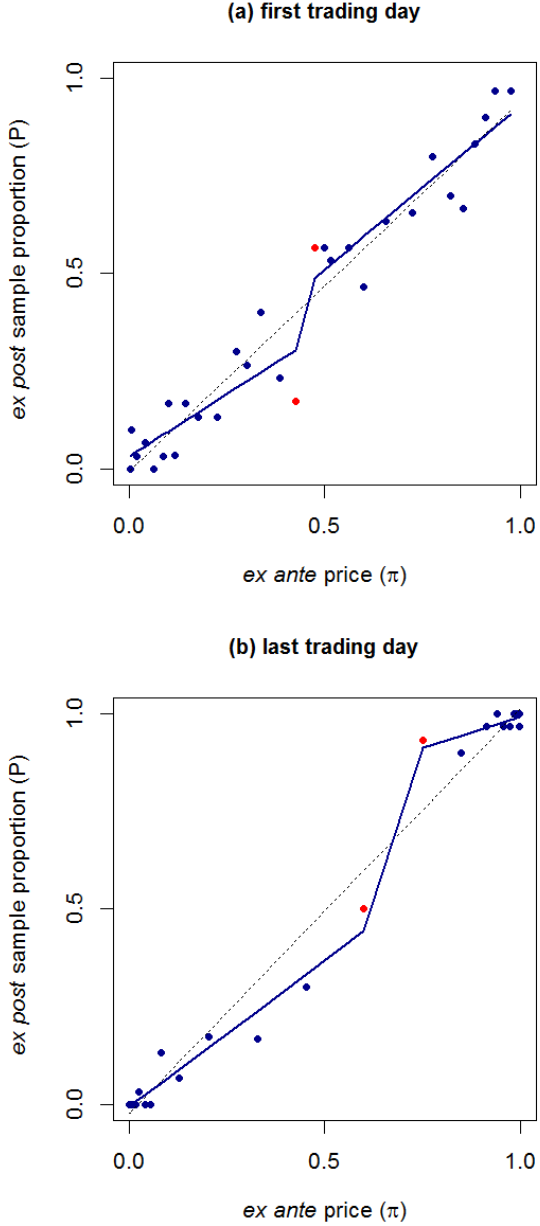 (a) first trading day
1.0
0.5
0.0
ex post sample proportion (P)
0.0 0.5 1.0
ex ante price (π)
(b) last trading day
1.0
0.5
0.0
ex post sample proportion (P)
0.0 0.5 1.0
ex ante price (π)